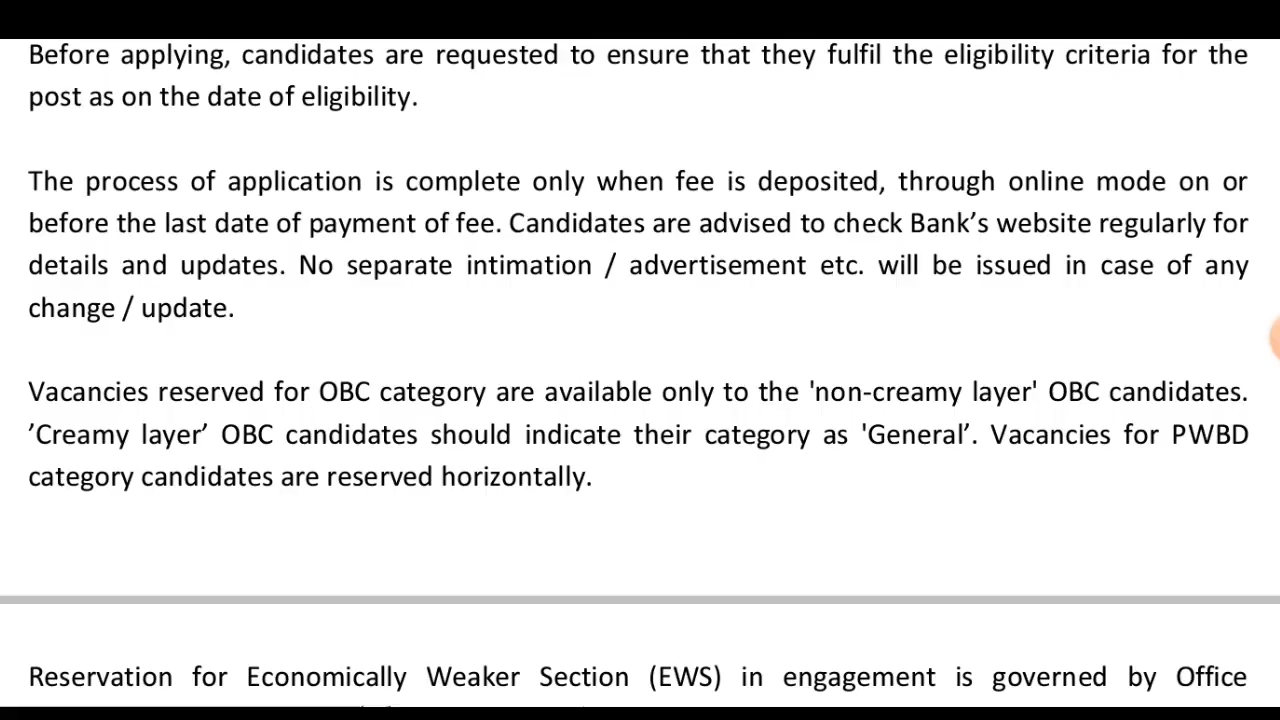 Before applying, candidates are requested to ensure that they fulfil the eligibility criteria for the
post as on the date of eligibility.
The process of application is complete only when fee is deposited, through online mode on or
before the last date of payment of fee. Candidates are advised to check Bank’s website regularly for
details and updates. No separate intimation / advertisement etc. will be issued in case of any
change / update.
Vacancies reserved for OBC category are available only to the 'non-creamy layer' OBC candidates.
’Creamy layer’ OBC candidates should indicate their category as 'General’. Vacancies for PWBD
category candidates are reserved horizontally.
Reservation for Economically Weaker Section (EWS) in engagement is governed by Office